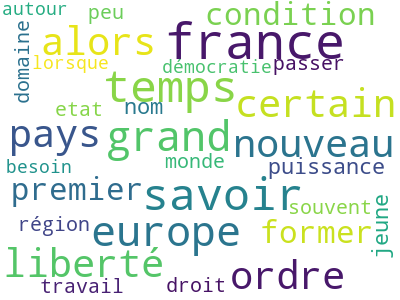 autour peu condition
domaine alors france
lorsque démocratie passer
temps
etat nom certain
pays grand nouveau
monde puissance
besoin
premier savoir souvent
région europe former jeune
liberté ordre
travail droit